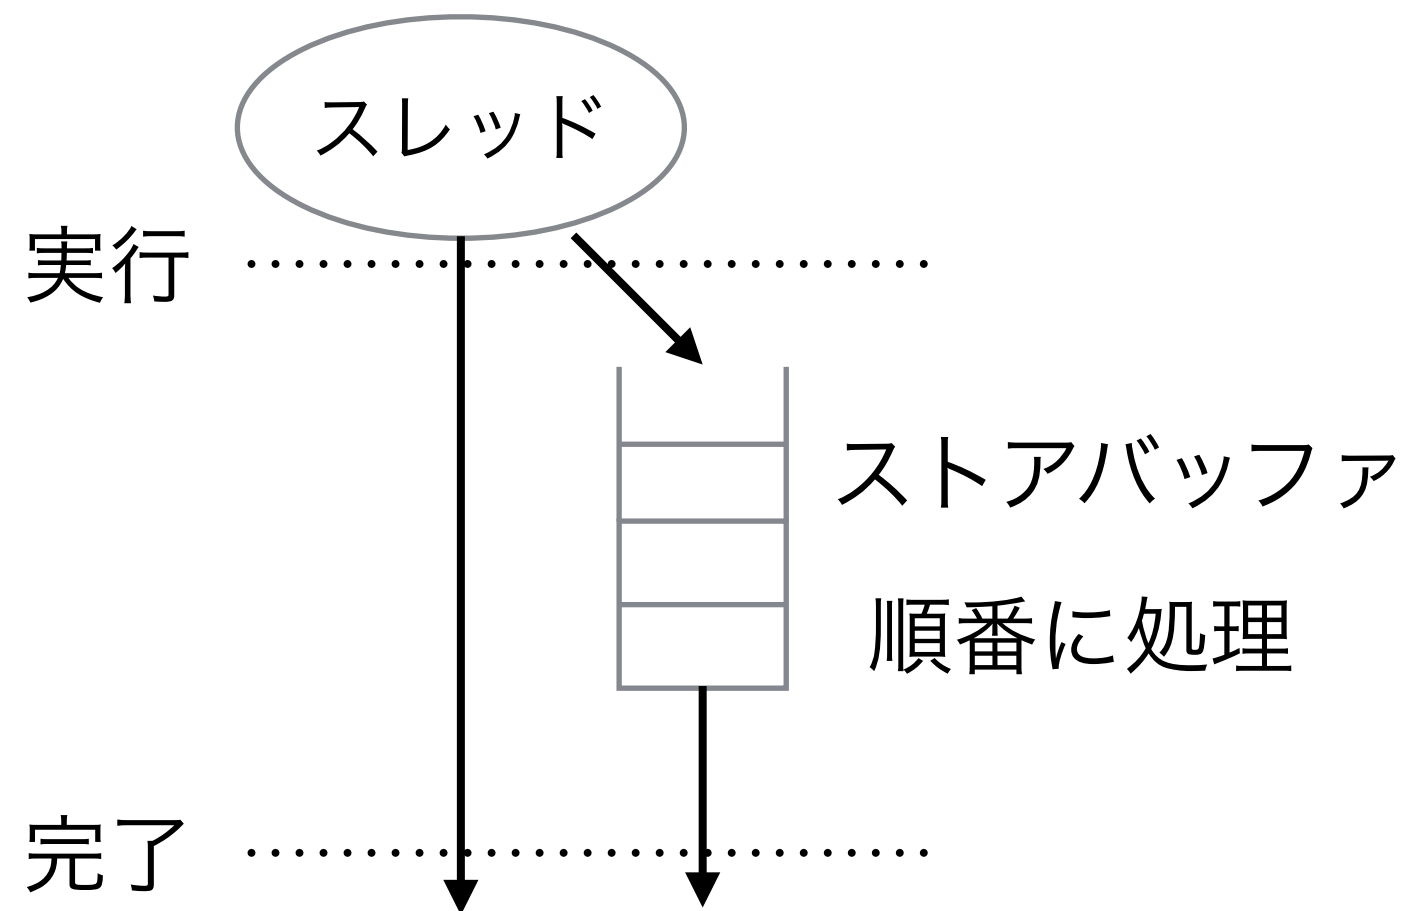 スレッド
実行
ストアバッファ
順番に処理
完了